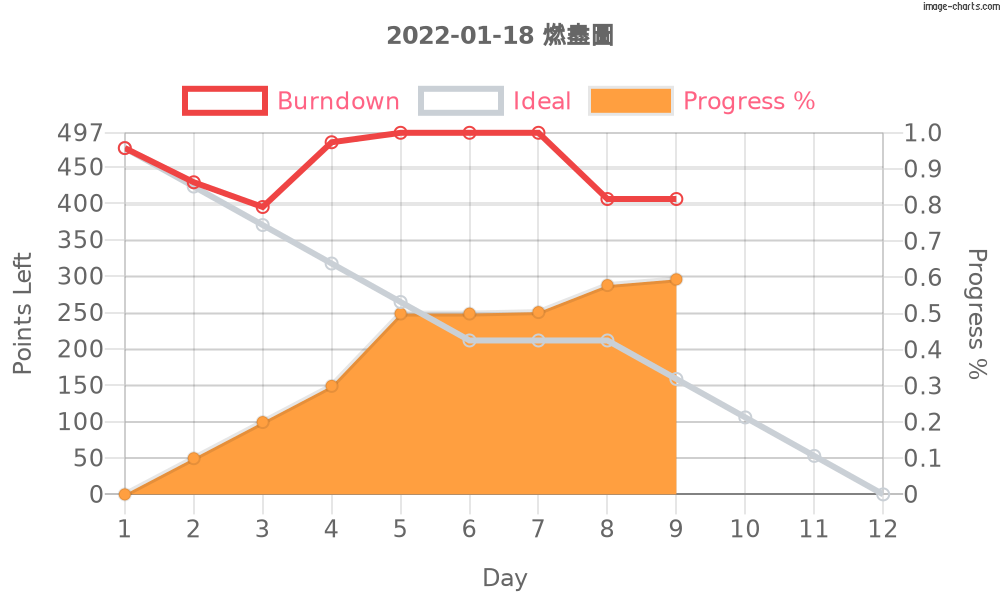 image-charts.com
2022-01-18 燃盡圖
Burndown Ideal Progress %
497 1.0
450 0.9
400 0.8
350 0.7
300 0.6
250 0.5
200 0.4
150 0.3
100 0.2
50 0.1
0 0
Points Left
Progress %
1 2 3 4 5 6 7 8 9 10 11 12
Day